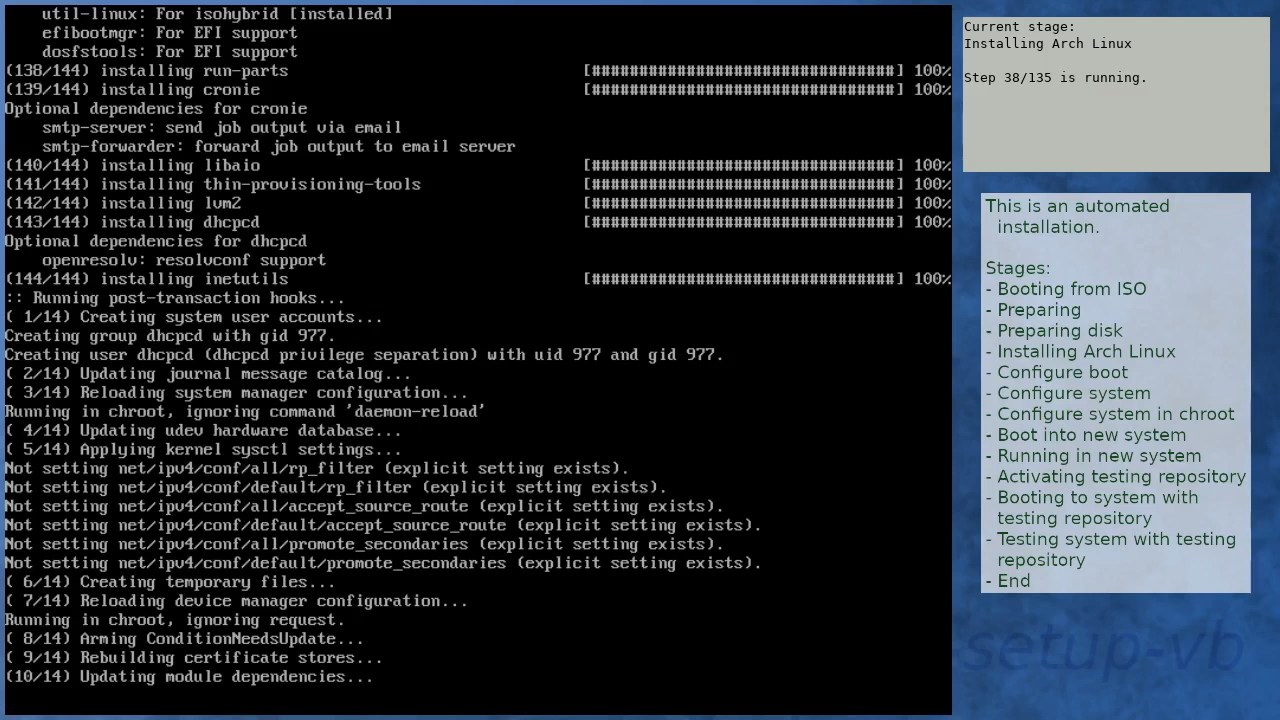 util-linux: For isohybrid [installed]
    efibootmgr: For EFI support
    dosfstools: For EFI support
(138/144) installing run-parts [################################] 100%
(139/144) installing cronie [################################] 100%
Optional dependencies for cronie
    smtp-server: send job output via email
    smtp-forwarder: forward job output to email server
(140/144) installing libaio [################################] 100%
(141/144) installing thin-provisioning-tools [################################] 100%
(142/144) installing lvm2 [################################] 100%
(143/144) installing dhcpcd [################################] 100%
Optional dependencies for dhcpcd
    openresolv: resolvconf support
(144/144) installing inetutils [################################] 100%
:: Running post-transaction hooks...
( 1/14) Creating system user accounts...
Creating group dhcpcd with gid 977.
Creating user dhcpcd (dhcpcd privilege separation) with uid 977 and gid 977.
( 2/14) Updating journal message catalog...
( 3/14) Reloading system manager configuration...
Running in chroot, ignoring command 'daemon-reload'
( 4/14) Updating udev hardware database...
( 5/14) Applying kernel sysctl settings...
Not setting net/ipv4/conf/all/rp_filter (explicit setting exists).
Not setting net/ipv4/conf/default/rp_filter (explicit setting exists).
Not setting net/ipv4/conf/all/accept_source_route (explicit setting exists).
Not setting net/ipv4/conf/default/accept_source_route (explicit setting exists).
Not setting net/ipv4/conf/all/promote_secondaries (explicit setting exists).
Not setting net/ipv4/conf/default/promote_secondaries (explicit setting exists).
( 6/14) Creating temporary files...
( 7/14) Reloading device manager configuration...
Running in chroot, ignoring request.
( 8/14) Arming ConditionNeedsUpdate...
( 9/14) Rebuilding certificate stores...
(10/14) Updating module dependencies...
Current stage:
Installing Arch Linux
Step 38/135 is running.
This is an automated
installation.
Stages:
- Booting from ISO
- Preparing
- Preparing disk
- Installing Arch Linux
- Configure boot
- Configure system
- Configure system in chroot
- Boot into new system
- Running in new system
- Activating testing repository
- Booting to system with
testing repository
- Testing system with testing
repository
- End
-setup-vb